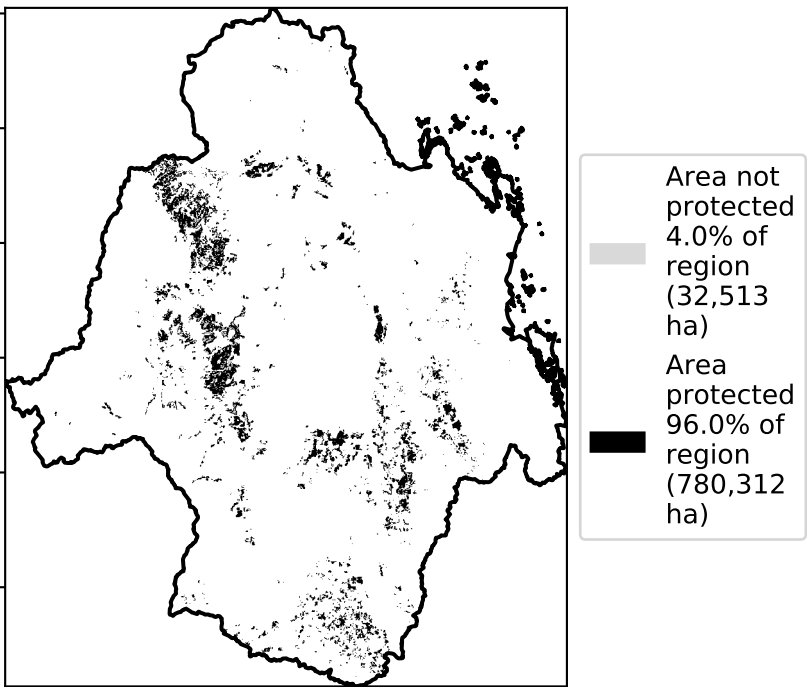 Area not
protected
4.0% of
region
(32,513
ha)
Area
protected
96.0% of
region
(780,312
ha)